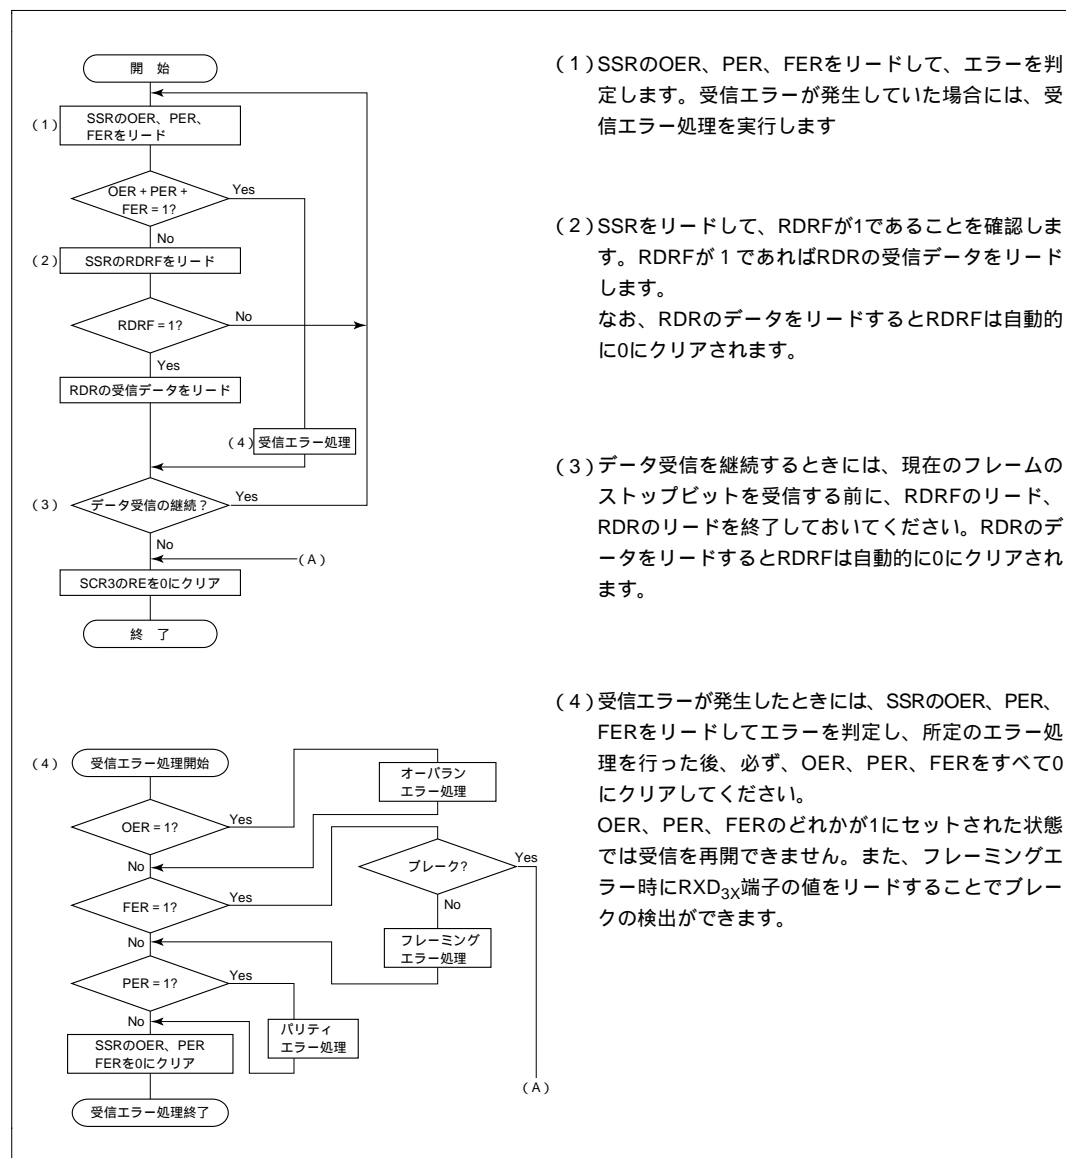 開 始
(1)
SSRのOER、PER、
FERをリード
OER + PER +
FER = 1?
Yes
No
(2)
SSRのRDRFをリード
RDRF = 1?
No
Yes
RDRの受信データをリード
(4)
受信エラー処理
(3)
データ受信の継続?
Yes
No
(A)
SCR3のREを0にクリア
終 了
(4)
受信エラー処理開始
オーバラン
エラー処理
OER = 1?
Yes
No
ブレーク?
Yes
No
FER = 1?
Yes
No
フレーミング
エラー処理
PER = 1?
Yes
No
パリティ
エラー処理
SSRのOER、PER
FERを0にクリア
(A)
受信エラー処理終了
(1)SSRのOER、PER、FERをリードして、エラーを判
定します。受信エラーが発生していた場合には、受
信エラー処理を実行します
(2)SSRをリードして、RDRFが1であることを確認しま
す。RDRFが1であればRDRの受信データをリード
します。
なお、RDRのデータをリードするとRDRFは自動的
に0にクリアされます。
(3)データ受信を継続するときには、現在のフレームの
ストップビットを受信する前に、RDRFのリード、
RDRのリードを終了しておいてください。RDRのデ
ータをリードするとRDRFは自動的に0にクリアされ
ます。
(4)受信エラーが発生したときには、SSRのOER、PER、
FERをリードしてエラーを判定し、所定のエラー処
理を行った後、必ず、OER、PER、FERをすべて0
にクリアしてください。
OER、PER、FERのどれかが1にセットされた状態
では受信を再開できません。また、フレーミングエ
ラー時にRXD3X端子の値をリードすることでブレー
クの検出ができます。